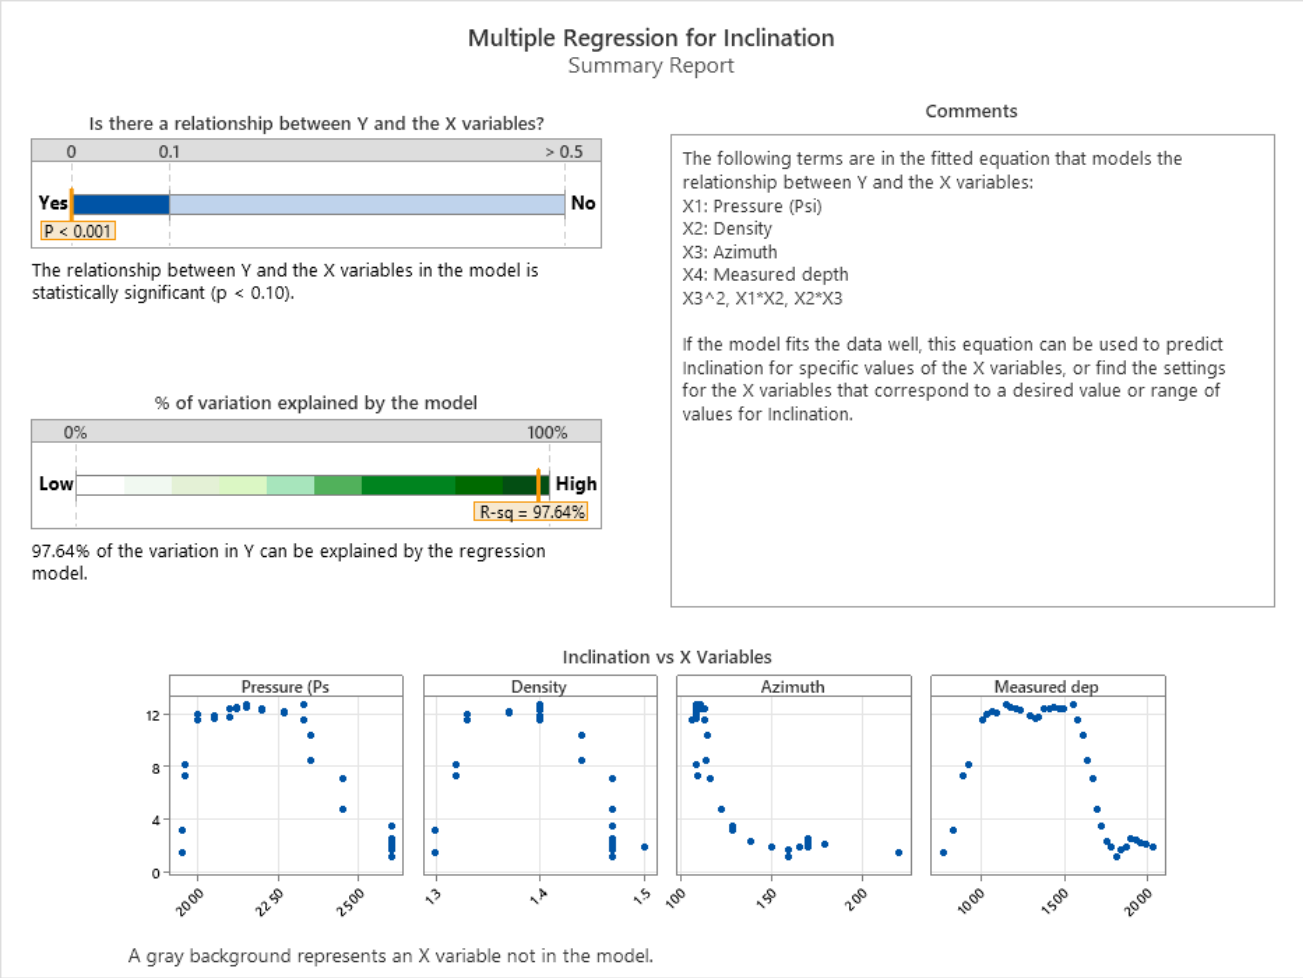 Multiple Regression for Inclination
Summary Report
Is there a relationship between Y and the X variables?
0 0.1 > 0.5
Yes No
P < 0.001
The relationship between Y and the X variables in the model is
statistically significant (p < 0.10).
% of variation explained by the model
0% 100%
Low High
R-sq = 97.64%
97.64% of the variation in Y can be explained by the regression
model.
Comments
The following terms are in the fitted equation that models the
relationship between Y and the X variables:
X1: Pressure (Psi)
X2: Density
X3: Azimuth
X4: Measured depth
X3^2, X1*X2, X2*X3
If the model fits the data well, this equation can be used to predict
Inclination for specific values of the X variables, or find the settings
for the X variables that correspond to a desired value or range of
values for Inclination.
Inclination vs X Variables
Pressure (Ps Density Azimuth Measured dep
12
8
4
0
2000 2250 2500 1.3 1.4 1.5 100 150 200 1000 1500 2000
A gray background represents an X variable not in the model.